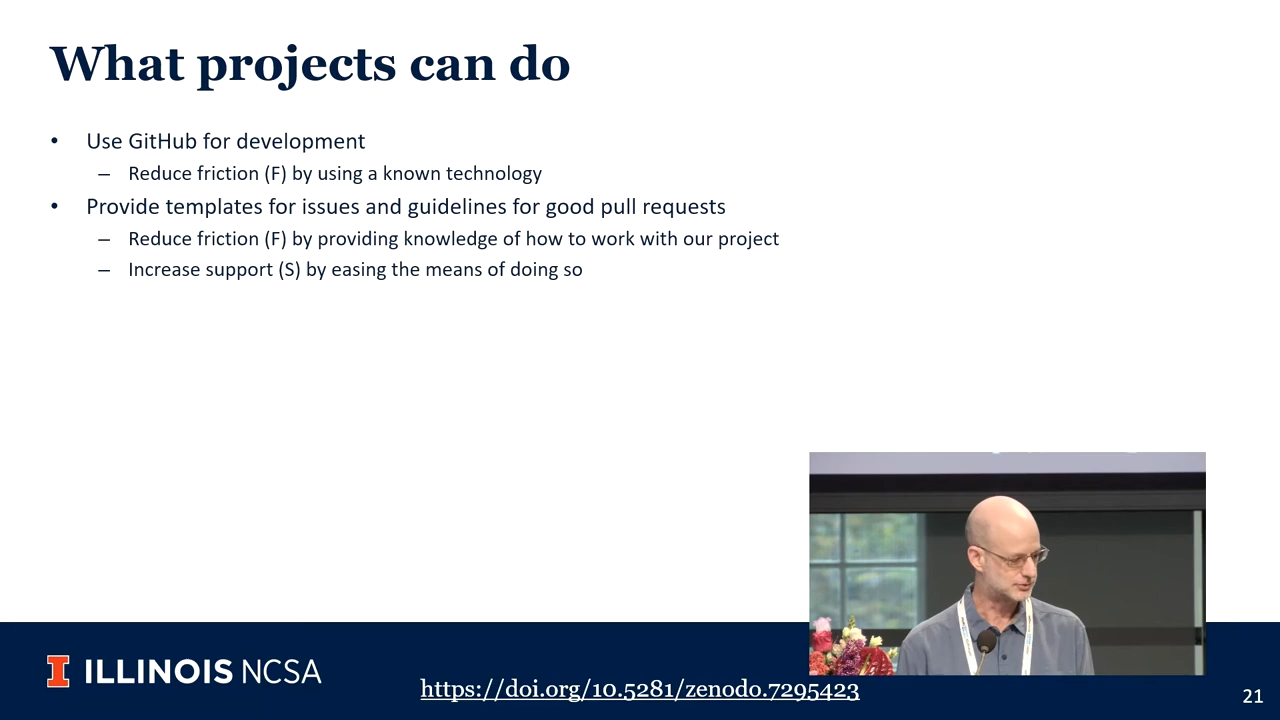 What projects can do
• Use GitHub for development
– Reduce friction (F) by using a known technology
• Provide templates for issues and guidelines for good pull requests
– Reduce friction (F) by providing knowledge of how to work with our project
– Increase support (S) by easing the means of doing so
I ILLINOIS NCSA
https://doi.org/10.5281/zenodo.7295423
21